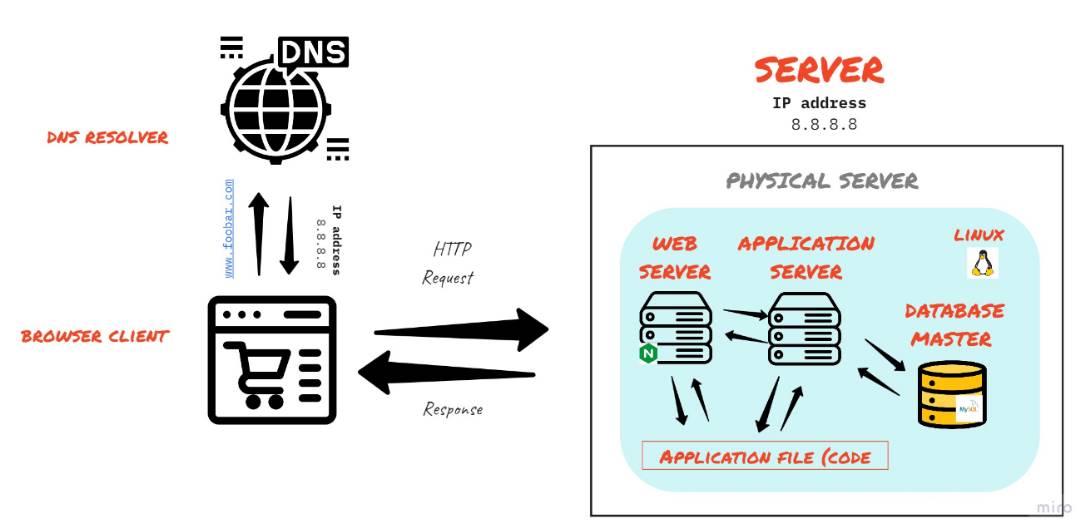 DNS
DNS RESOLVER
www.foobar.com
IP address
8.8.8.8
BROWSER CLIENT
HTTP
Request
Response
SERVER
IP address
8.8.8.8
PHYSICAL SERVER
WEB
SERVER
APPLICATION
SERVER
LINUX
DATABASE
MASTER
N
MySQL
APPLICATION FILE (CODE
miro